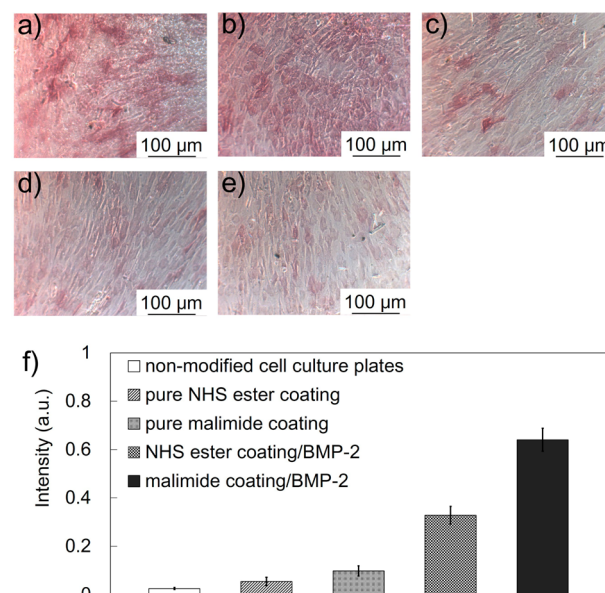 a)
b)
c)
100 µm
100 µm
100 µm
d)
e)
100 µm
100 µm
f)
1
0.8
0.6
0.4
0.2
0
Intensity (a.u.)
non-modified cell culture plates
pure NHS ester coating
pure malimide coating
NHS ester coating/BMP-2
malimide coating/BMP-2